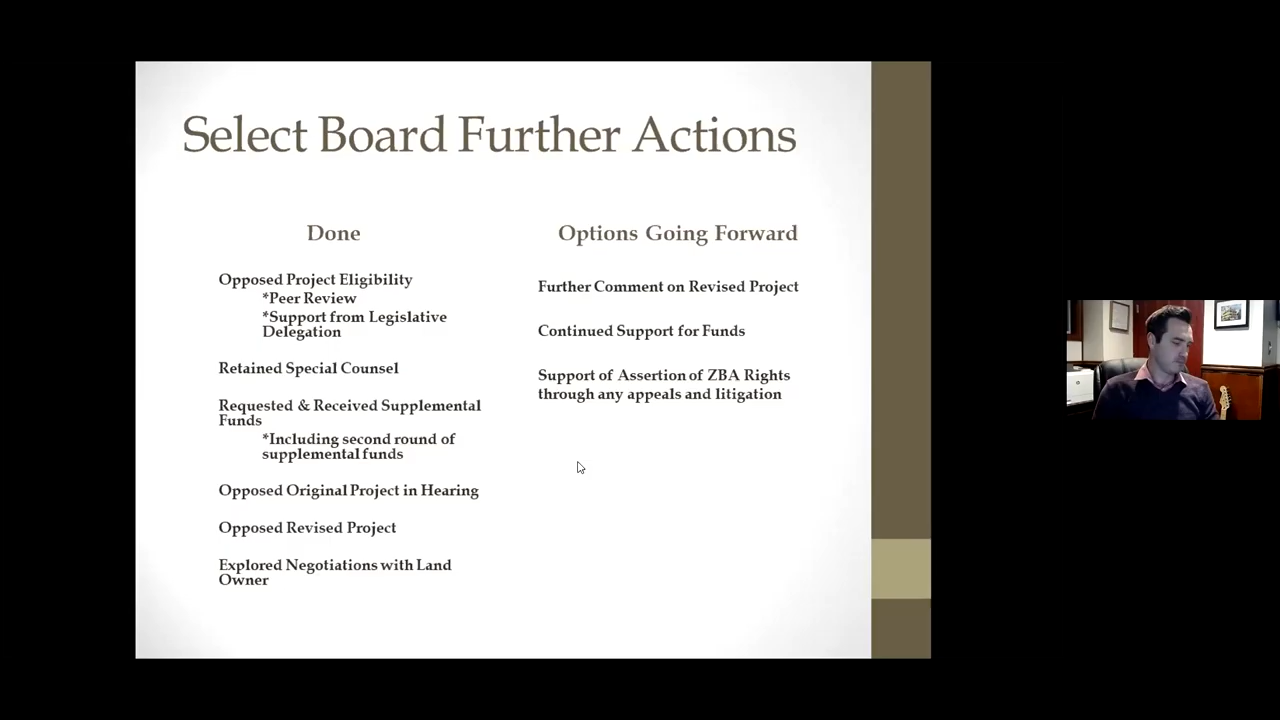 Select Board Further Actions
Done
Opposed Project Eligibility
*Peer Review
*Support from Legislative
Delegation
Retained Special Counsel
Requested & Received Supplemental
Funds
*Including second round of
supplemental funds
Opposed Original Project in Hearing
Opposed Revised Project
Explored Negotiations with Land
Owner
Options Going Forward
Further Comment on Revised Project
Continued Support for Funds
Support of Assertion of ZBA Rights
through any appeals and litigation